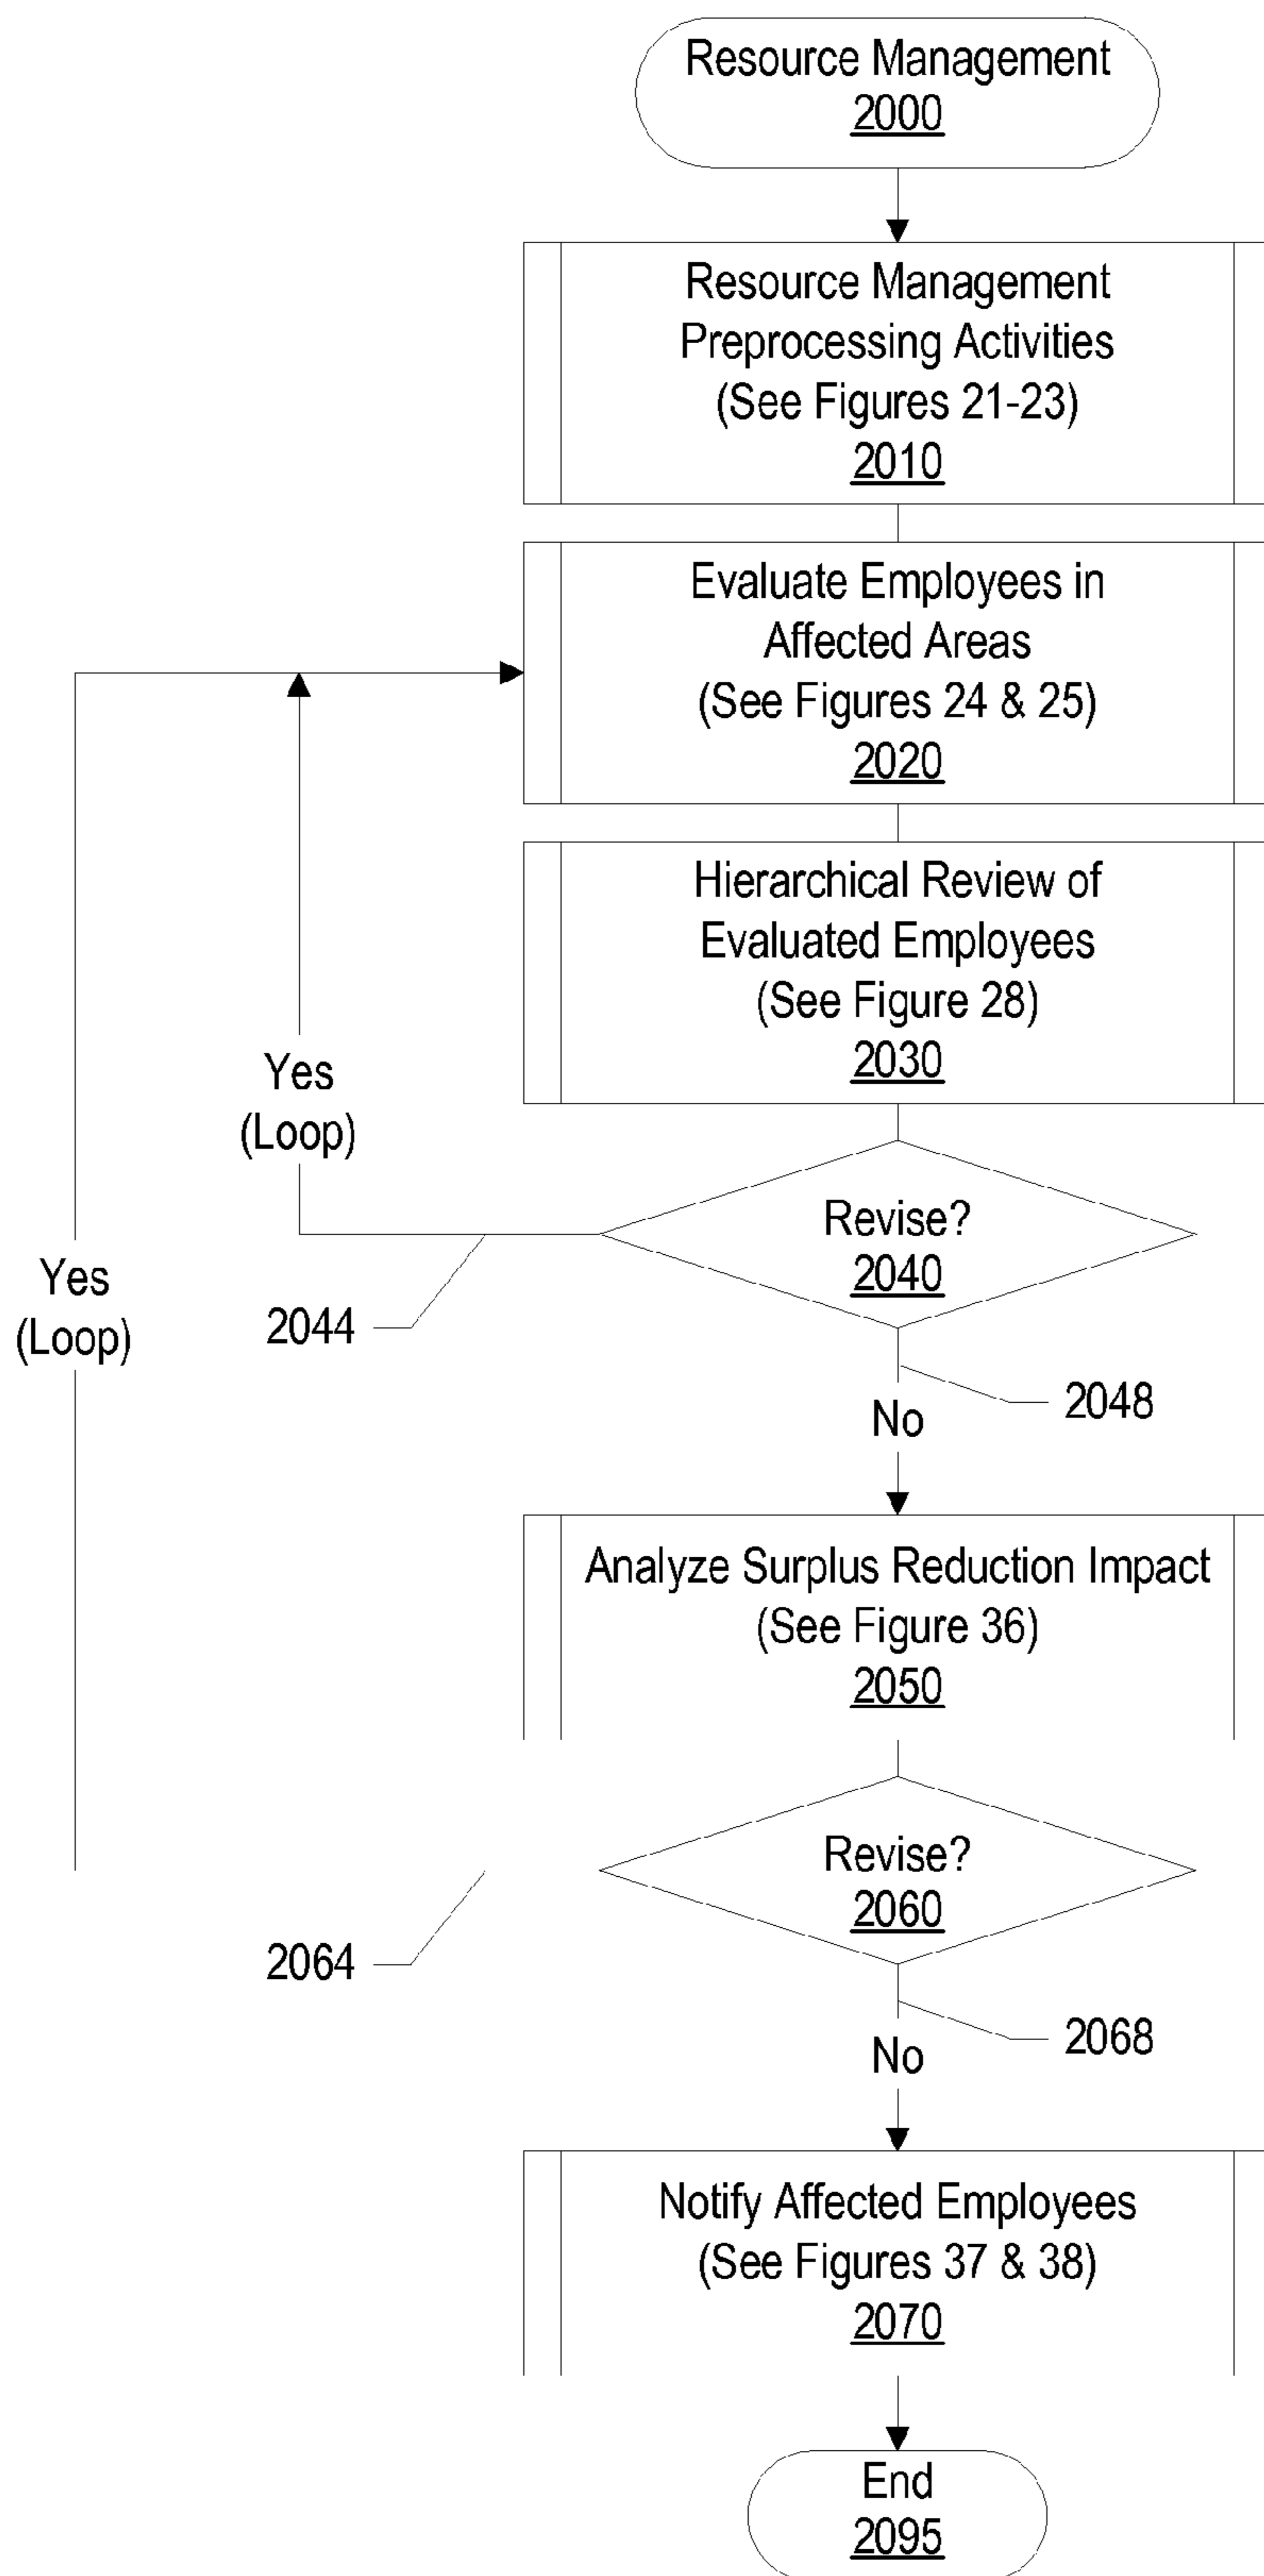 Resource Management
2000
Resource Management
Preprocessing Activities
(See Figures 21-23)
2010
Evaluate Employees in
Affected Areas
(See Figures 24 & 25)
2020
Hierarchical Review of
Evaluated Employees
(See Figure 28)
2030
Yes
(Loop)
Revise?
2040
Yes
(Loop)
2044
2048
No
Analyze Surplus Reduction Impact
(See Figure 36)
2050
Revise?
2060
2064
2068
No
Notify Affected Employees
(See Figures 37 & 38)
2070
End
2095